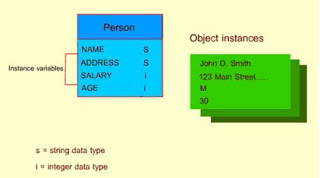 Person
Object instances
Instance variables
NAME S
ADDRESS S
SALARY i
AGE i
John D. Smith
123 Main Street.....
M
30
s = string data type
i = integer data type